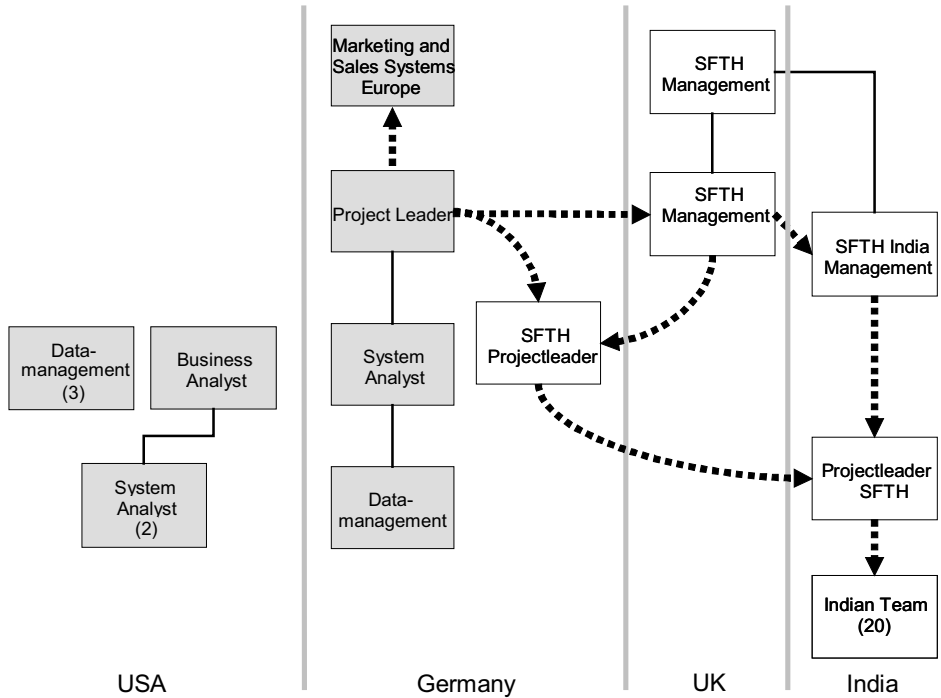 Marketing and
Sales Systems
Europe
SFTH
Management
Project Leader
SFTH
Management
SFTH India
Management
Data-
management
(3)
Business
Analyst
System
Analyst
SFTH
Projectleader
System
Analyst
(2)
Data-
management
Projectleader
SFTH
Indian Team
(20)
USA
Germany
UK
India